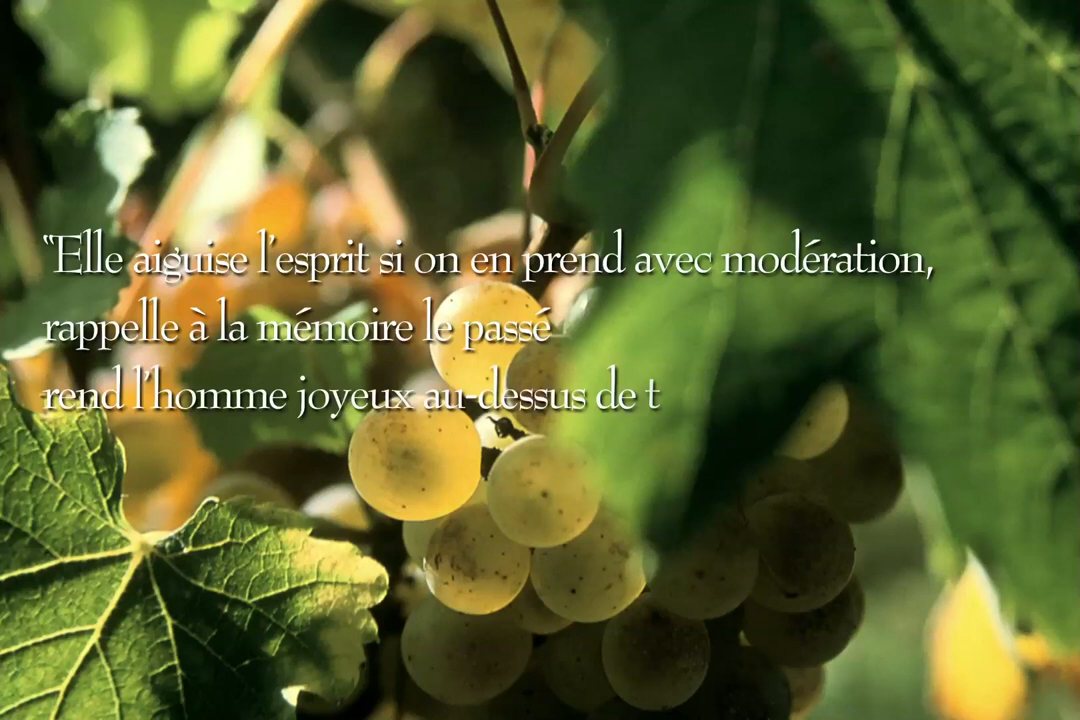 “Elle aiguise l'esprit si on en prend avec modération,
rappelle à la mémoire le passé
rend l'homme joyeux au-dessus de t